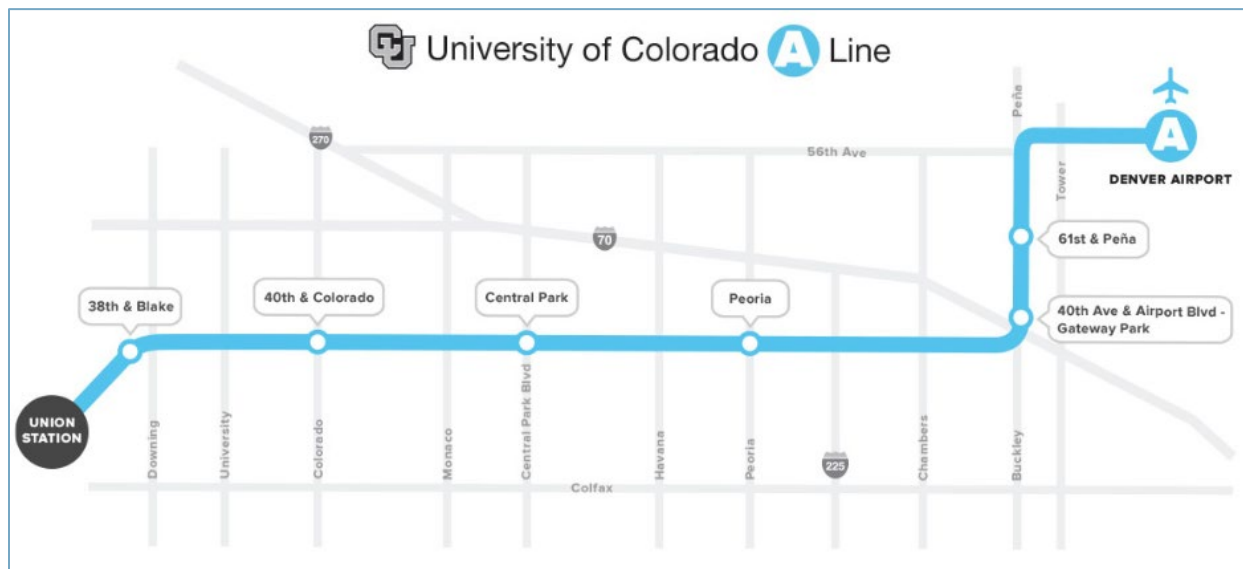 CU University of Colorado A Line
Peña
270
56th Ave
A
DENVER AIRPORT
Tower
70
61st & Peña
38th & Blake
40th & Colorado
Central Park
Peoria
40th Ave & Airport Blvd -
Gateway Park
UNION
STATION
Downing
University
Colorado
Monaco
Central Park Blvd
Havana
Peoria
225
Chambers
Buckley
Colfax